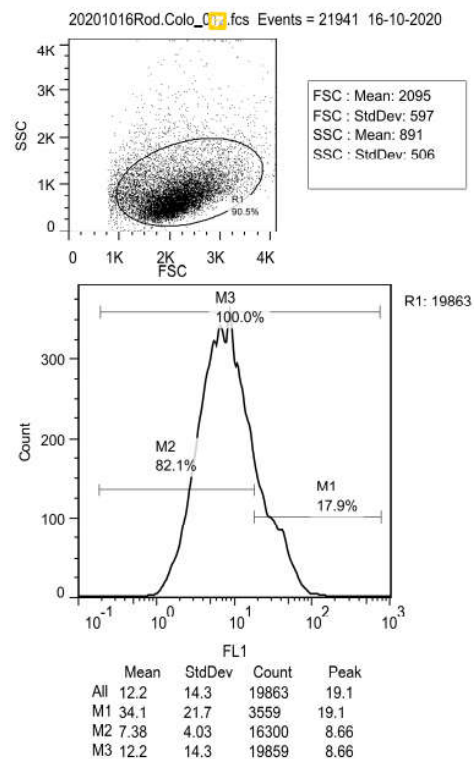 20201016Rod.Colo_0 .fcs Events = 21941 16-10-2020
4K
3K
2K
1K
0
SSC
R1
90.5%
0 1K 2K 3K 4K
FSC
FSC : Mean: 2095
FSC : StdDev: 597
SSC : Mean: 891
SSC : StdDev: 506
M3
100.0%
R1: 19863
300
200
100
0
Count
M2
82.1%
M1
17.9%
10-1 100 101 102 103
FL1
Mean StdDev Count Peak
All 12.2 14.3 19863 19.1
M1 34.1 21.7 3559 19.1
M2 7.38 4.03 16300 8.66
M3 12.2 14.3 19859 8.66